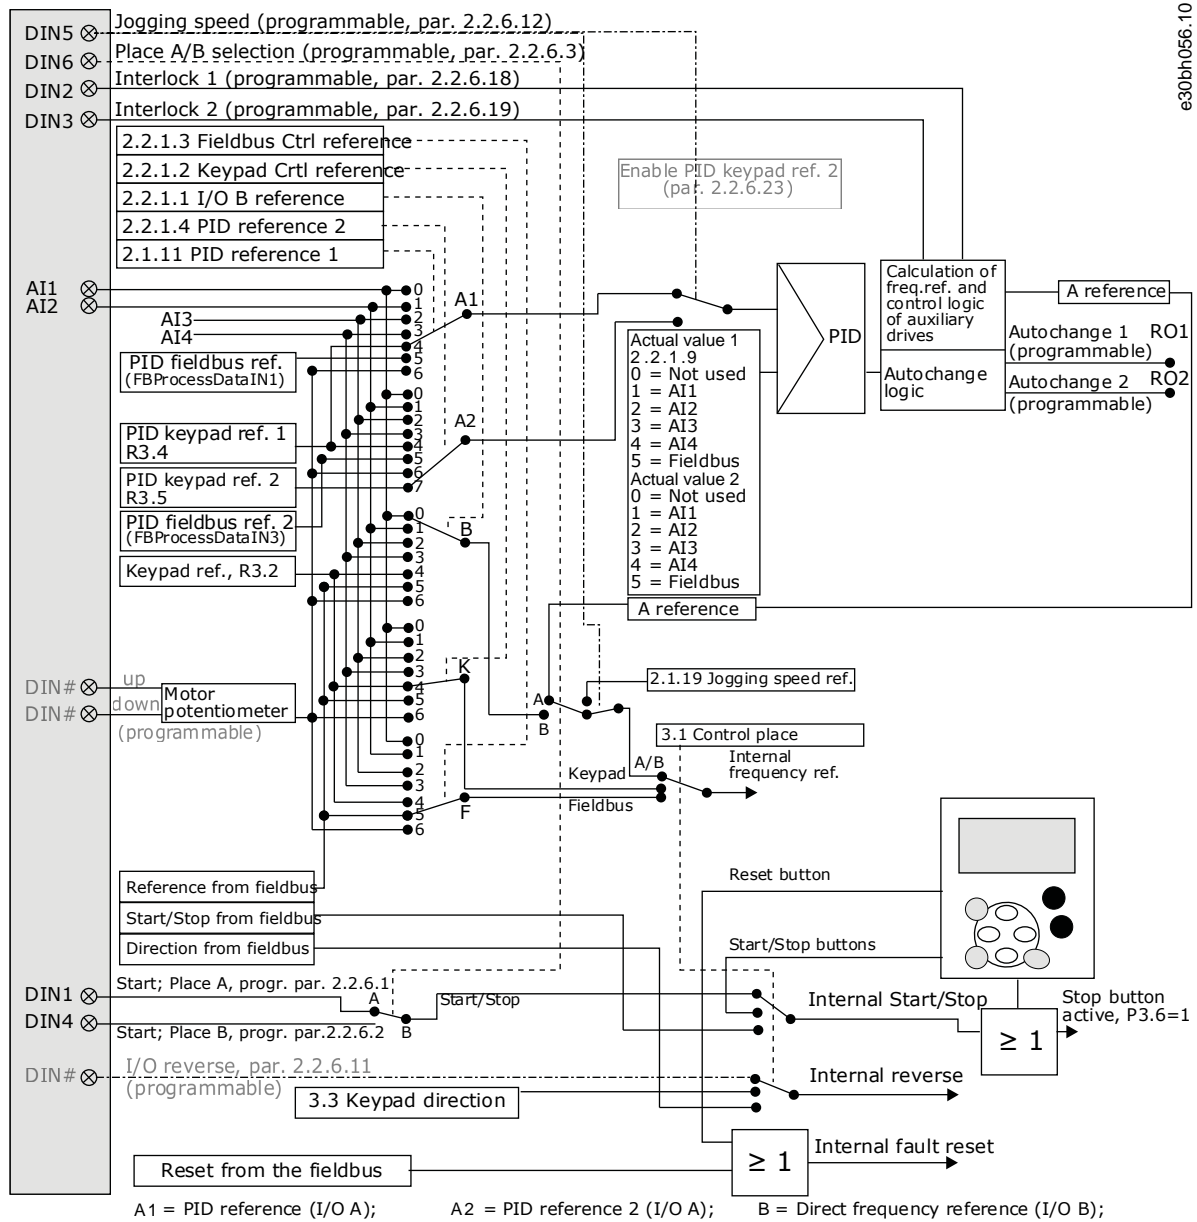 e30bh056.10
DIN5 Jogging speed (programmable, par. 2.2.6.12)
DIN6 Place A/B selection (programmable, par. 2.2.6.3)
DIN2 Interlock 1 (programmable, par. 2.2.6.18)
DIN3 Interlock 2 (programmable, par. 2.2.6.19)
2.2.1.3 Fieldbus Ctrl reference
2.2.1.2 Keypad Crtl reference
2.2.1.1 I/O B reference
2.2.1.4 PID reference 2
2.1.11 PID reference 1
Enable PID keypad ref. 2
(par. 2.2.6.23)
AI1
AI2
AI3
AI4
PID fieldbus ref.
(FBProcessDataIN1)
0
1
2
3
4
5
6
A1
PID keypad ref. 1
R3.4
PID keypad ref. 2
R3.5
PID fieldbus ref. 2
(FBProcessDataIN3)
Keypad ref., R3.2
0
1
2
3
4
5
6
7
A2
0
1
2
3
4
5
6
B
0
1
2
3
4
5
6
K
0
1
2
3
4
5
6
F
Actual value 1
2.2.1.9
0 = Not used
1 = AI1
2 = AI2
3 = AI3
4 = AI4
5 = Fieldbus
Actual value 2
0 = Not used
1 = AI1
2 = AI2
3 = AI3
4 = AI4
5 = Fieldbus
PID
Calculation of
freq.ref. and
control logic
of auxiliary
drives
Autochange
logic
A reference
Autochange 1 RO1
(programmable)
Autochange 2 RO2
(programmable)
A reference
DIN# up
DIN# down
(programmable)
Motor
potentiometer
A
B
2.1.19 Jogging speed ref.
3.1 Control place
A/B
Keypad
Fieldbus
Internal
frequency ref.
Reference from fieldbus
Start/Stop from fieldbus
Direction from fieldbus
Reset button
Start/Stop buttons
DIN1 Start; Place A, progr. par. 2.2.6.1
DIN4 Start; Place B, progr. par.2.2.6.2
A
B
Start/Stop
Internal Start/Stop
≥ 1
Stop button
active, P3.6=1
DIN# I/O reverse, par. 2.2.6.11
(programmable)
3.3 Keypad direction
Internal reverse
Reset from the fieldbus
≥ 1
Internal fault reset
A1 = PID reference (I/O A); A2 = PID reference 2 (I/O A); B = Direct frequency reference (I/O B);